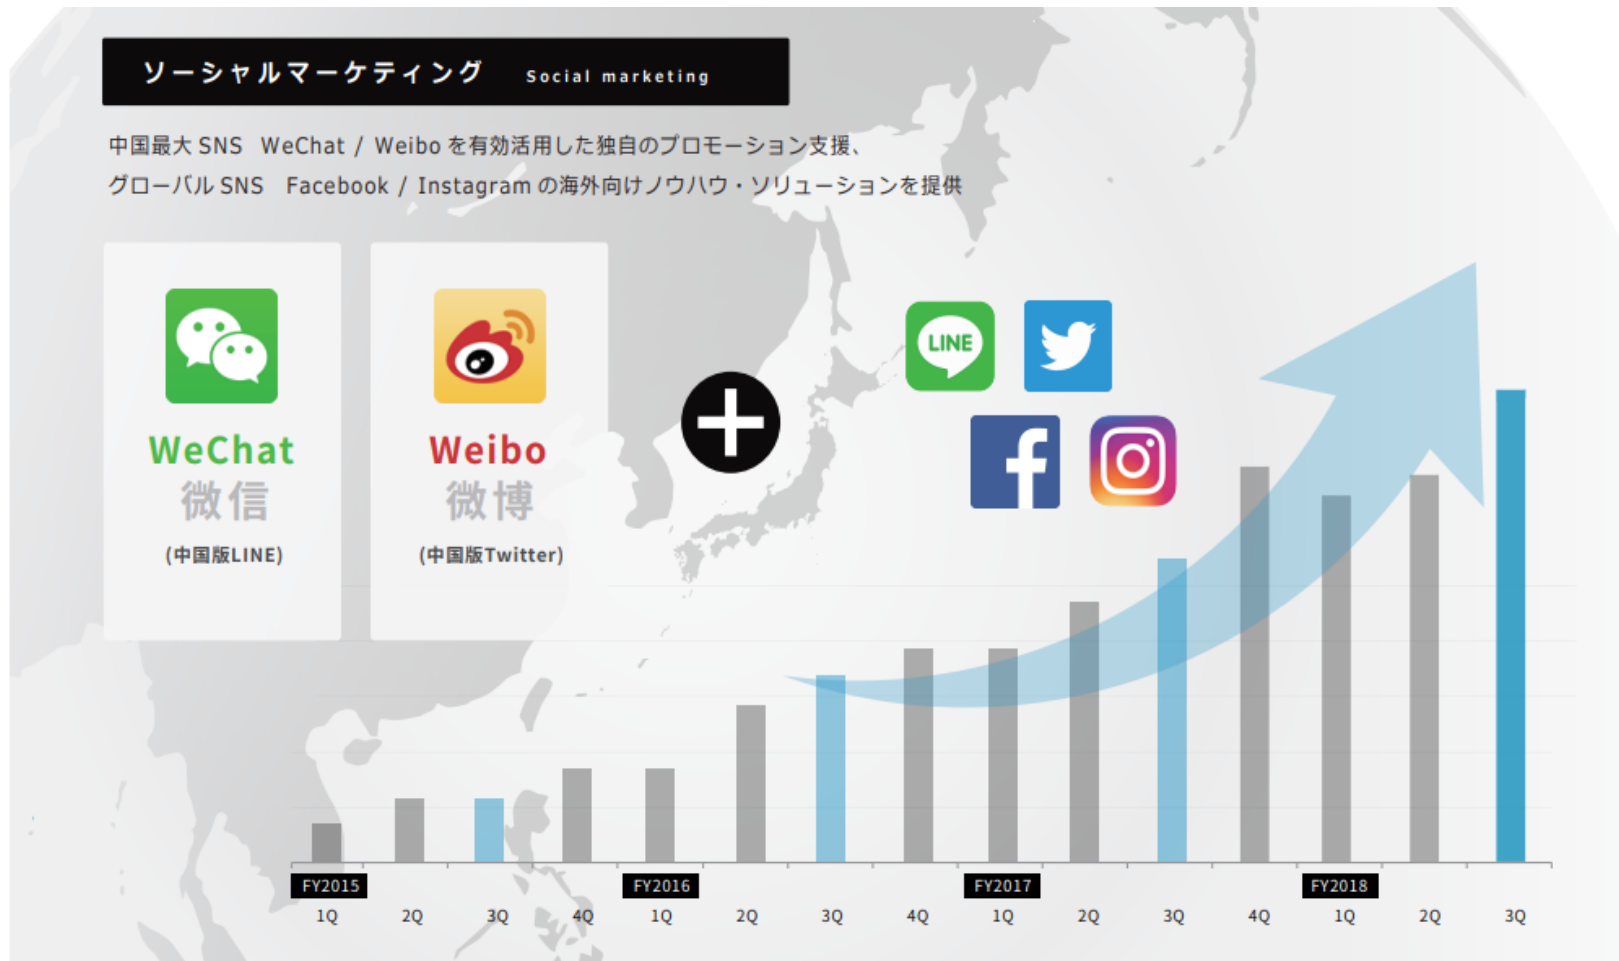 ソーシャルマーケティング Social marketing
中国最大 SNS WeChat / Weibo を有効活用した独自のプロモーション支援、
グローバル SNS Facebook / Instagram の海外向けノウハウ・ソリューションを提供
WeChat
微信
(中国版LINE)
Weibo
微博
(中国版Twitter)
LINE
FY2015 FY2016 FY2017 FY2018
1Q 2Q 3Q 4Q 1Q 2Q 3Q 4Q 1Q 2Q 3Q 4Q 1Q 2Q 3Q